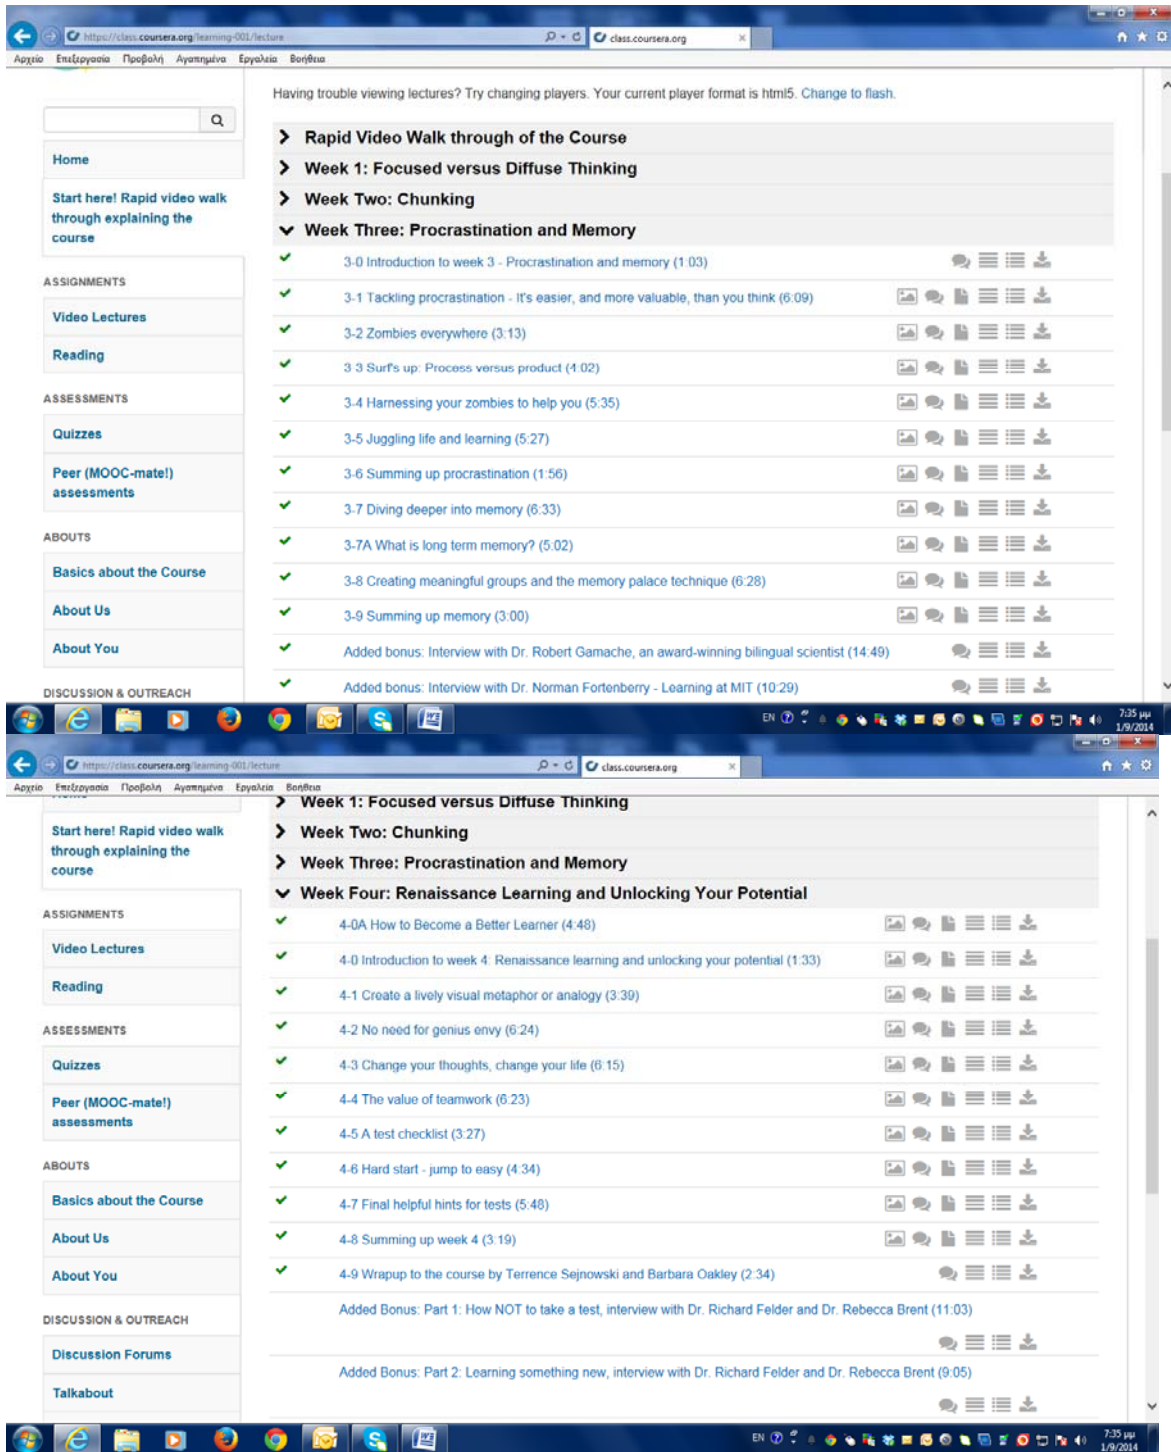 https://class.coursera.org/learning-001/lecture
class.coursera.org
Αρχείο Επεξεργασία Προβολή Αγαπημένα Εργαλεία Βοήθεια
Having trouble viewing lectures? Try changing players. Your current player format is html5. Change to flash.
Home
Start here! Rapid video walk
through explaining the
course
ASSIGNMENTS
Video Lectures
Reading
ASSESSMENTS
Quizzes
Peer (MOOC-mate!)
assessments
ABOUTS
Basics about the Course
About Us
About You
DISCUSSION & OUTREACH
Rapid Video Walk through of the Course
Week 1: Focused versus Diffuse Thinking
Week Two: Chunking
Week Three: Procrastination and Memory
3-0 Introduction to week 3 - Procrastination and memory (1:03)
3-1 Tackling procrastination - It's easier, and more valuable, than you think (6:09)
3-2 Zombies everywhere (3:13)
3-3 Surf's up: Process versus product (4:02)
3-4 Harnessing your zombies to help you (5:35)
3-5 Juggling life and learning (5:27)
3-6 Summing up procrastination (1:56)
3-7 Diving deeper into memory (6:33)
3-7A What is long term memory? (5:02)
3-8 Creating meaningful groups and the memory palace technique (6:28)
3-9 Summing up memory (3:00)
Added bonus: Interview with Dr. Robert Gamache, an award-winning bilingual scientist (14:49)
Added bonus: Interview with Dr. Norman Fortenberry - Learning at MIT (10:29)
EN
7:35 μμ
1/9/2014
https://class.coursera.org/learning-001/lecture
class.coursera.org
Αρχείο Επεξεργασία Προβολή Αγαπημένα Εργαλεία Βοήθεια
Home
Start here! Rapid video walk
through explaining the
course
ASSIGNMENTS
Video Lectures
Reading
ASSESSMENTS
Quizzes
Peer (MOOC-mate!)
assessments
ABOUTS
Basics about the Course
About Us
About You
DISCUSSION & OUTREACH
Discussion Forums
Talkabout
Week 1: Focused versus Diffuse Thinking
Week Two: Chunking
Week Three: Procrastination and Memory
Week Four: Renaissance Learning and Unlocking Your Potential
4-0A How to Become a Better Learner (4:48)
4-0 Introduction to week 4: Renaissance learning and unlocking your potential (1:33)
4-1 Create a lively visual metaphor or analogy (3:39)
4-2 No need for genius envy (6:24)
4-3 Change your thoughts, change your life (6:15)
4-4 The value of teamwork (6:23)
4-5 A test checklist (3:27)
4-6 Hard start - jump to easy (4:34)
4-7 Final helpful hints for tests (5:48)
4-8 Summing up week 4 (3:19)
4-9 Wrapup to the course by Terrence Sejnowski and Barbara Oakley (2:34)
Added Bonus: Part 1: How NOT to take a test, interview with Dr. Richard Felder and Dr. Rebecca Brent (11:03)
Added Bonus: Part 2: Learning something new, interview with Dr. Richard Felder and Dr. Rebecca Brent (9:05)
EN
7:35 μμ
1/9/2014